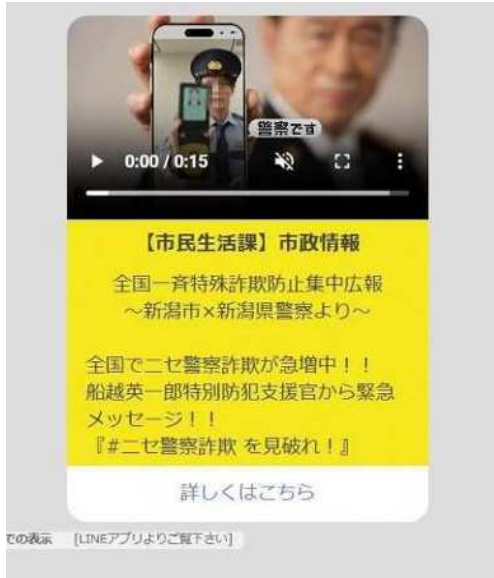 警察です
0:00 / 0:15
【市民生活課】市政情報
全国一斉特殊詐欺防止集中広報
～新潟市×新潟県警察より～
全国でニセ警察詐欺が急増中！！
船越英一郎特別防犯支援官から緊急
メッセージ！！
『#ニセ警察詐欺 を見破れ！』
詳しくはこちら
での表示 [LINEアプリよりご覧下さい]